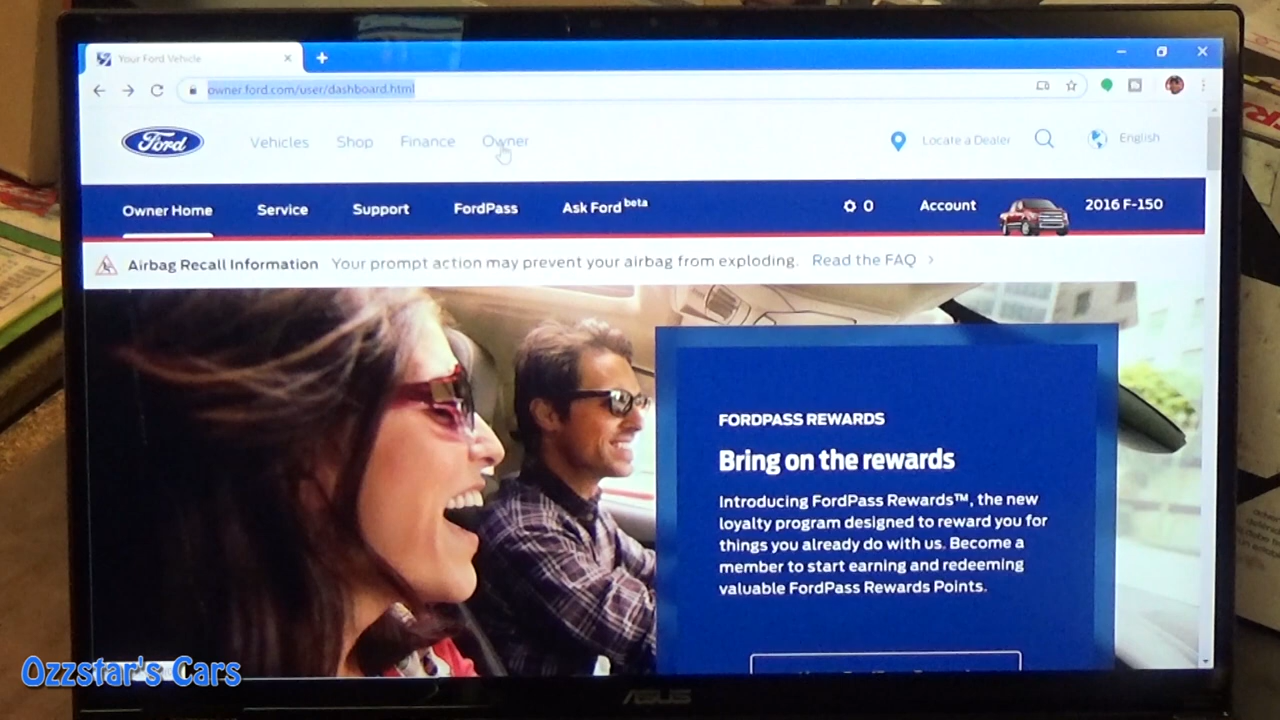 Your Ford Vehicle
owner.ford.com/user/dashboard.html
Ford
Vehicles Shop Finance Owner
Locate a Dealer
English
Owner Home Service Support FordPass Ask Ford beta
0 Account 2016 F-150
Airbag Recall Information Your prompt action may prevent your airbag from exploding. Read the FAQ >
FORDPASS REWARDS
Bring on the rewards
Introducing FordPass Rewards™, the new
loyalty program designed to reward you for
things you already do with us. Become a
member to start earning and redeeming
valuable FordPass Rewards Points.
Ozzstar's Cars
ASUS